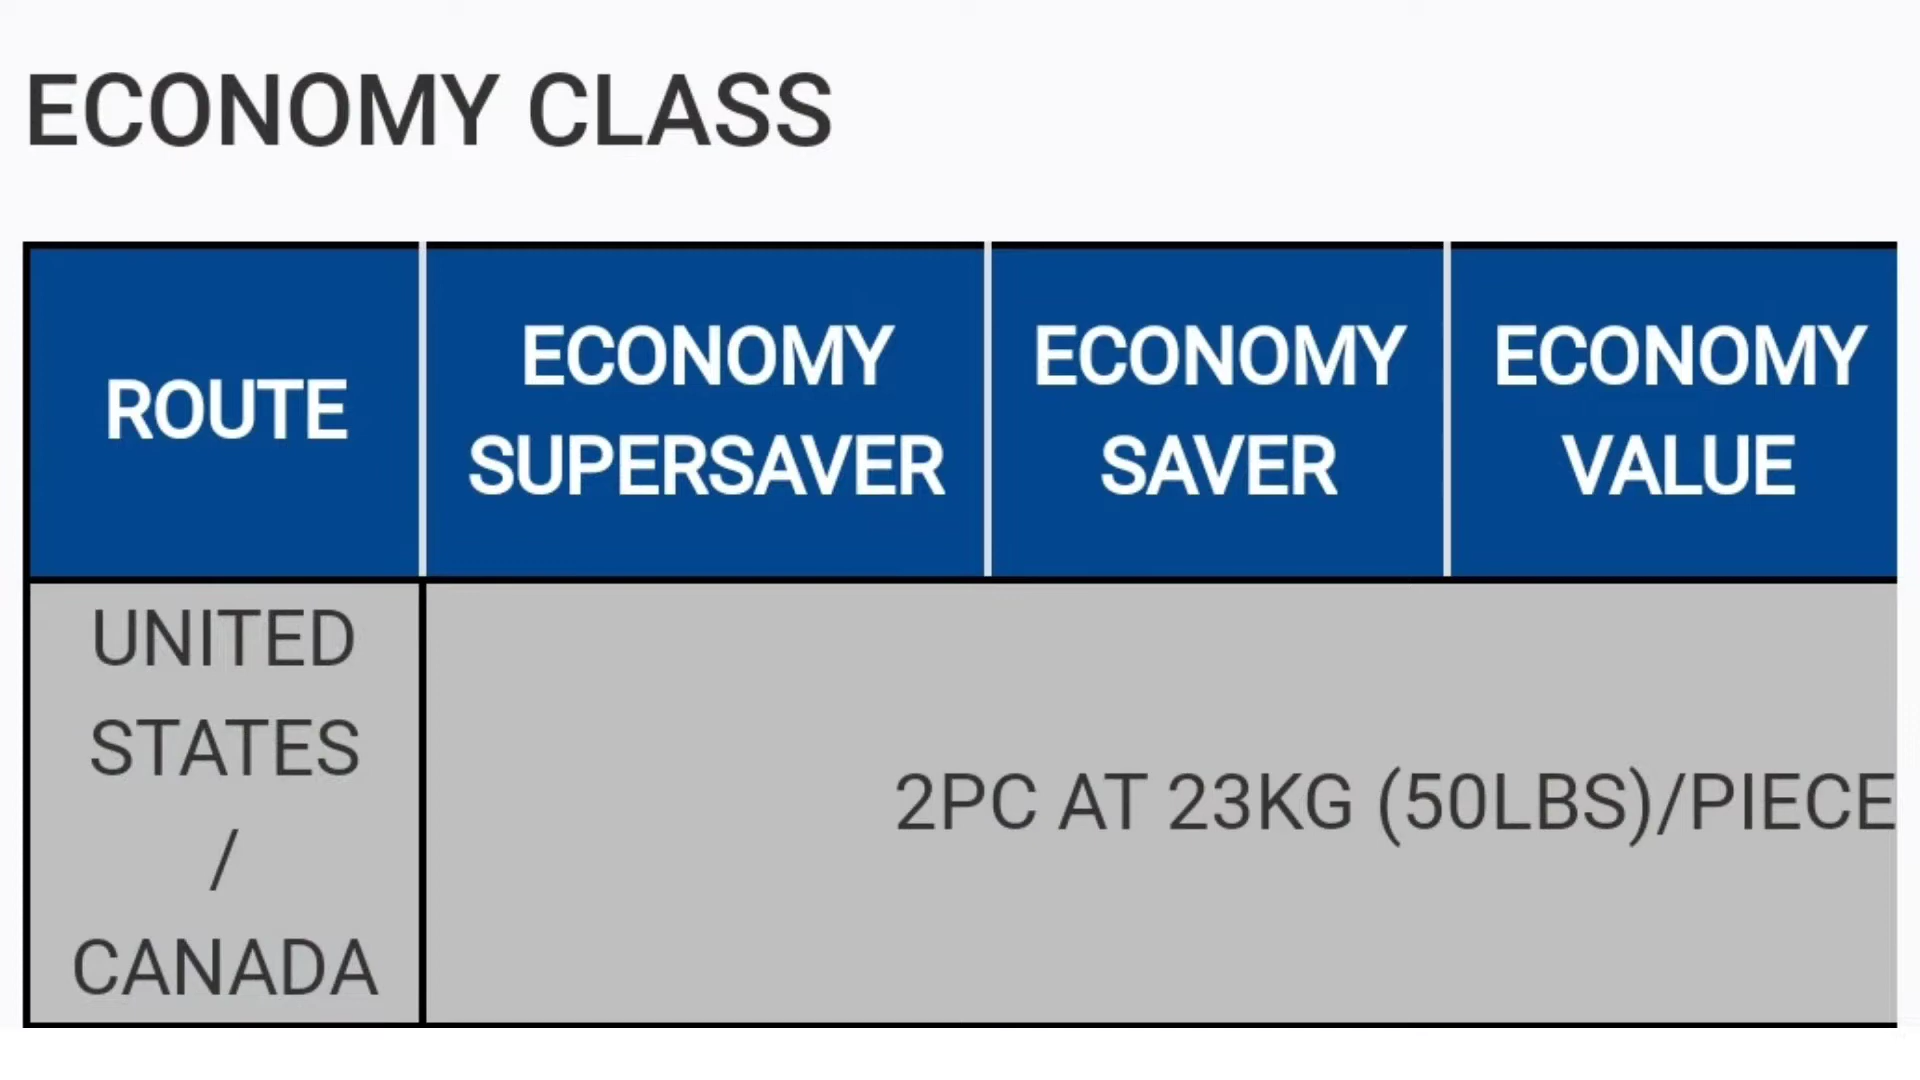 ECONOMY CLASS
ROUTE
ECONOMY
SUPERSAVER
ECONOMY
SAVER
ECONOMY
VALUE
UNITED
STATES
/
CANADA
2PC AT 23KG (50LBS)/PIECE